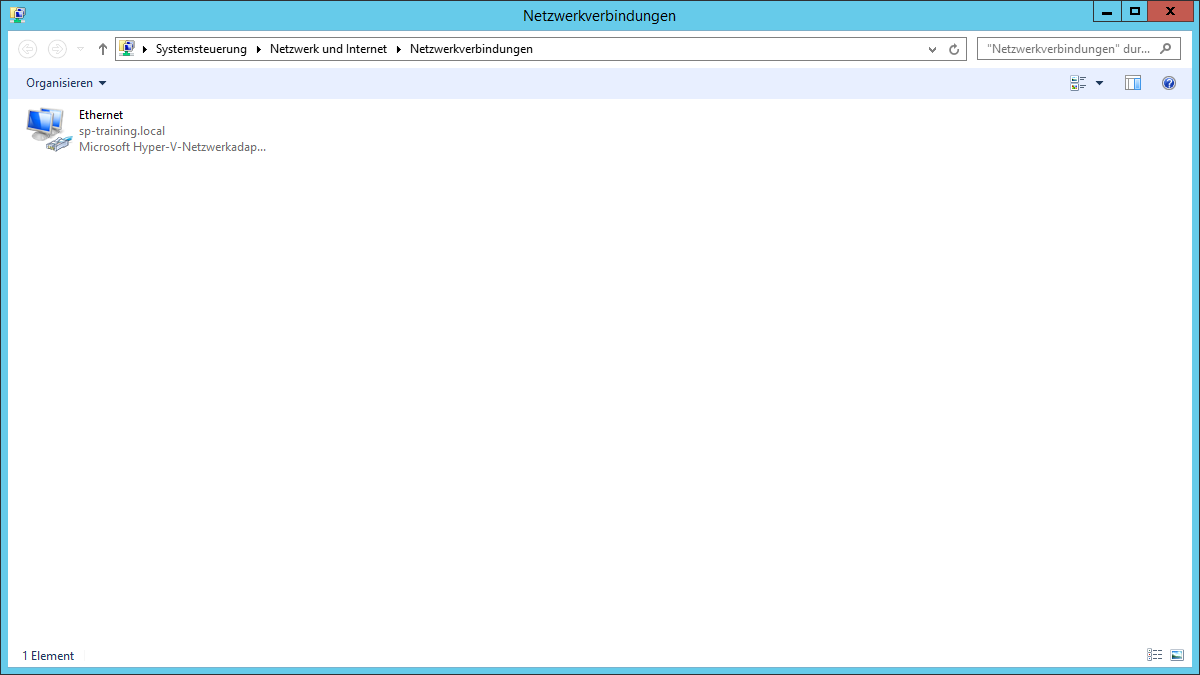 Netzwerkverbindungen
Systemsteuerung Netzwerk und Internet Netzwerkverbindungen
"Netzwerkverbindungen" dur...
Organisieren
Ethernet
sp-training.local
Microsoft Hyper-V-Netzwerkadap...
1 Element